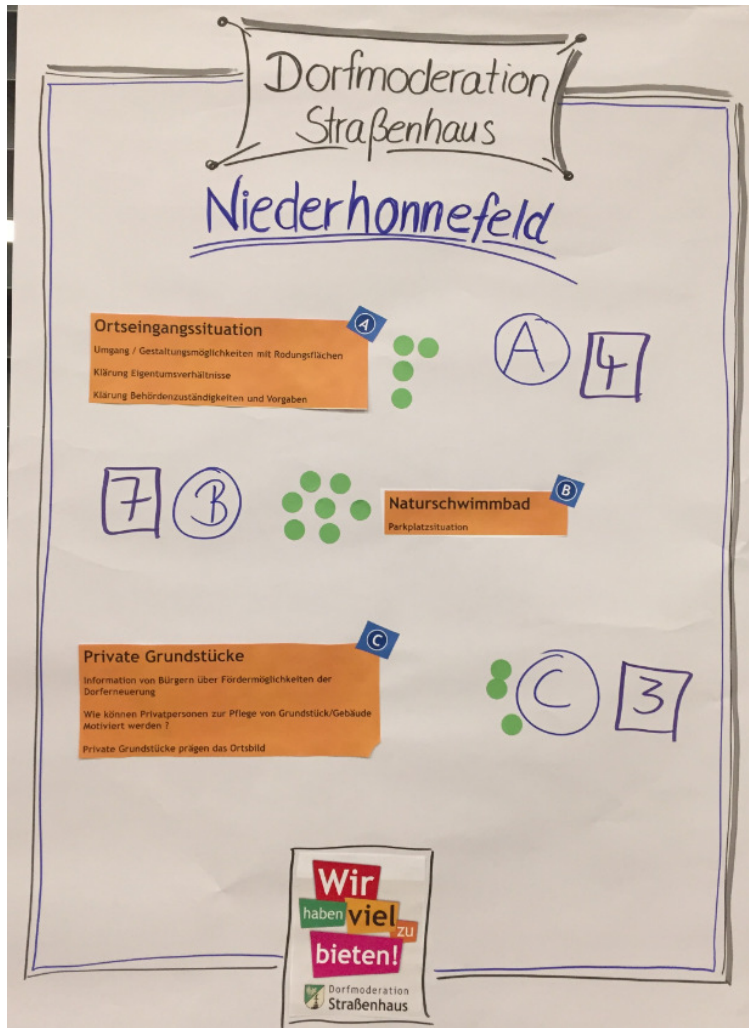 Dorfmoderation
Straßenhaus
Niederhonnefeld
Ortseingangssituation
A
Umgang / Gestaltungsmöglichkeiten mit Rodungsflächen
Klärung Eigentumsverhältnisse
Klärung Behördenzuständigkeiten und Vorgaben
A 4
7 B
Naturschwimmbad
B
Parkplatzsituation
Private Grundstücke
C
Information von Bürgern über Fördermöglichkeiten der
Dorferneuerung
Wie können Privatpersonen zur Pflege von Grundstück/Gebäude
Motiviert werden ?
Private Grundstücke prägen das Ortsbild
C 3
Wir
haben viel zu
bieten!
Dorfmoderation
Straßenhaus